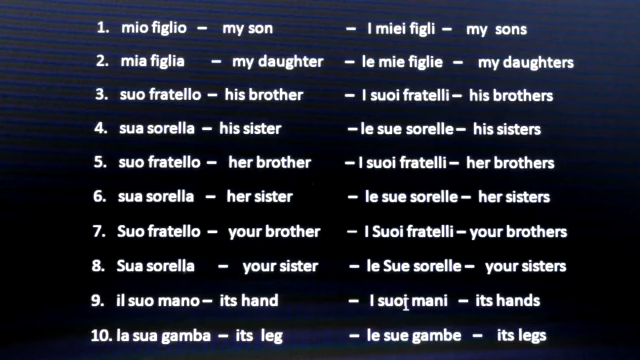 1. mio figlio – my son – I miei figli – my sons
2. mia figlia – my daughter – le mie figlie – my daughters
3. suo fratello – his brother – I suoi fratelli – his brothers
4. sua sorella – his sister – le sue sorelle – his sisters
5. suo fratello – her brother – I suoi fratelli – her brothers
6. sua sorella – her sister – le sue sorelle – her sisters
7. Suo fratello – your brother – I Suoi fratelli – your brothers
8. Sua sorella – your sister – le Sue sorelle – your sisters
9. il suo mano – its hand – I suoi mani – its hands
10. la sua gamba – its leg – le sue gambe – its legs